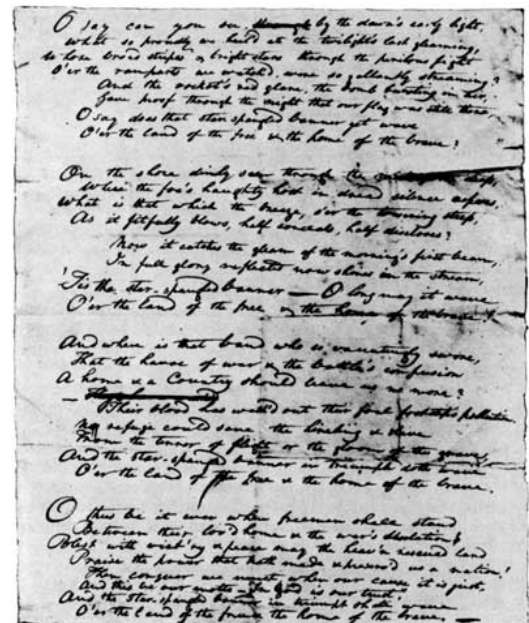 O say can you see, through by the dawn's early light,
What so proudly we hail'd at the twilight's last gleaming,
Whose broad stripes & bright stars through the perilous fight
O'er the ramparts we watch'd, were so gallantly streaming?
And the rocket's red glare, the bomb bursting in air,
Gave proof through the night that our flag was still there,
O say does that star-spangled banner yet wave
O'er the land of the free & the home of the brave?
On the shore dimly seen through the deep,
Where the foe's haughty host in dread silence reposes,
What is that which the breeze, o'er the towering steep,
As it fitfully blows, half conceals, half discloses?
Now it catches the gleam of the morning's first beam,
In full glory reflected now shines in the stream,
'Tis the star-spangled banner — O long may it wave
O'er the land of the free & the home of the brave!
And where is that band who so vauntingly swore,
That the havoc of war & the battle's confusion
A home & a Country should leave us no more?
—
Their blood has wash'd out their foul footstep's pollution.
No refuge could save the hireling & slave
From the terror of flight or the gloom of the grave,
And the star-spangled banner in triumph doth wave
O'er the land of the free & the home of the brave.
O thus be it ever when freemen shall stand
Between their lov'd home & the war's desolation!
Blest with vict'ry & peace may the heav'n rescued land
Praise the power that hath made & preserv'd us a nation!
Then conquer we must, when our cause it is just,
And this be our motto - "In God is our trust,"
And the star-spangled banner in triumph shall wave
O'er the land of the free & the home of the brave. —